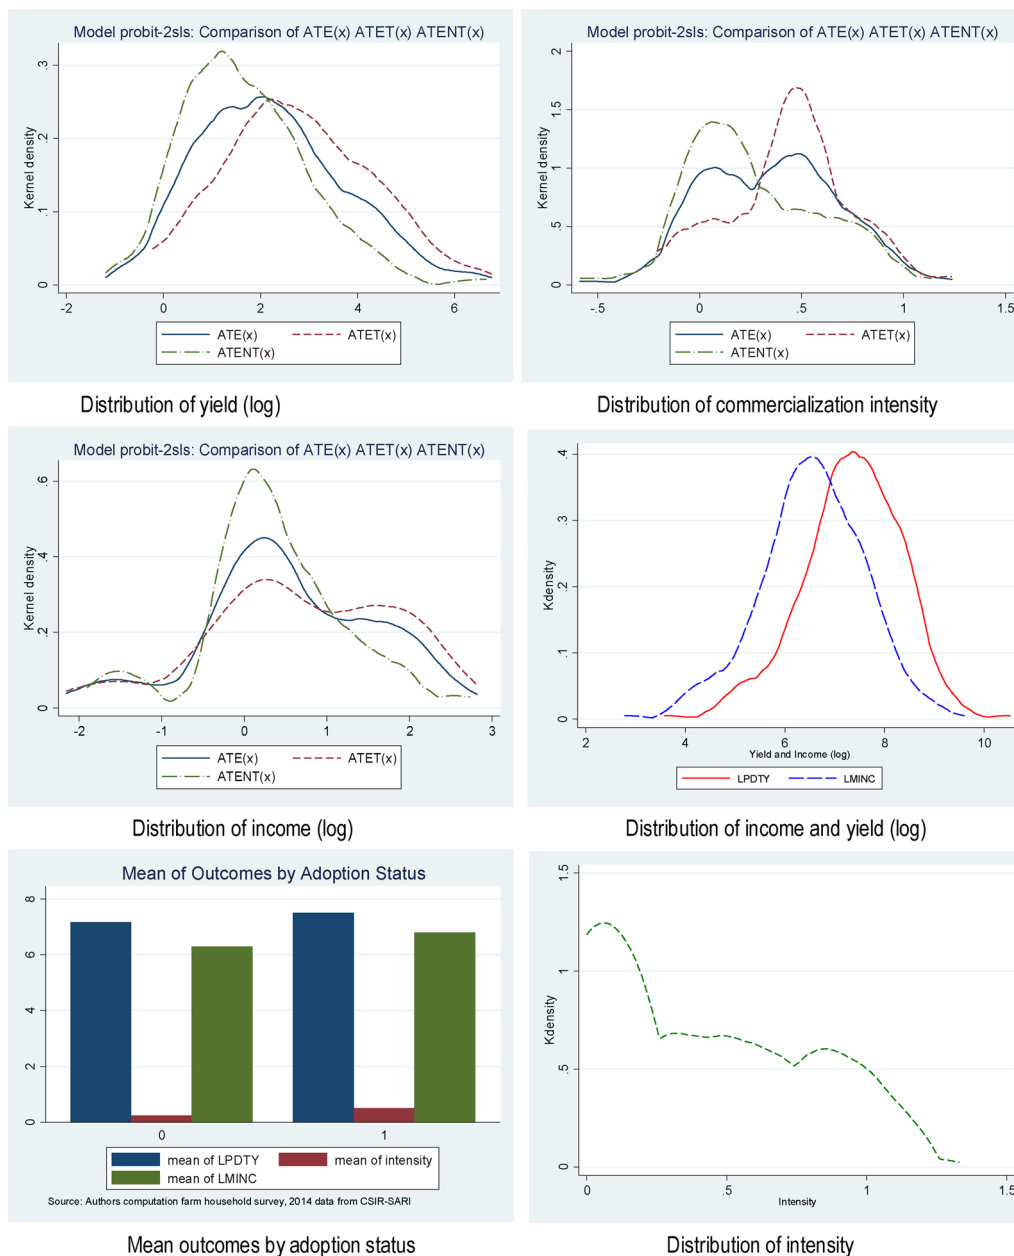 Model probit-2sls: Comparison of ATE(x) ATET(x) ATENT(x)
Kernel density
.3
.2
.1
0
-2
0
2
4
6
ATE(x)
ATET(x)
ATENT(x)
Distribution of yield (log)
Model probit-2sls: Comparison of ATE(x) ATET(x) ATENT(x)
Kernel density
2
1.5
1
.5
0
-.5
0
.5
1
1.5
ATE(x)
ATET(x)
ATENT(x)
Distribution of commercialization intensity
Model probit-2sls: Comparison of ATE(x) ATET(x) ATENT(x)
Kernel density
.6
.4
.2
0
-2
-1
0
1
2
3
ATE(x)
ATET(x)
ATENT(x)
Distribution of income (log)
Kdensity
.4
.3
.2
.1
0
2
4
6
8
10
Yield and Income (log)
LPDTY
LMINC
Distribution of income and yield (log)
Mean of Outcomes by Adoption Status
8
6
4
2
0
0
1
mean of LPDTY
mean of intensity
mean of LMINC
Source: Authors computation farm household survey, 2014 data from CSIR-SARI
Mean outcomes by adoption status
Kdensity
1.5
1
.5
0
0
.5
1
1.5
Intensity
Distribution of intensity